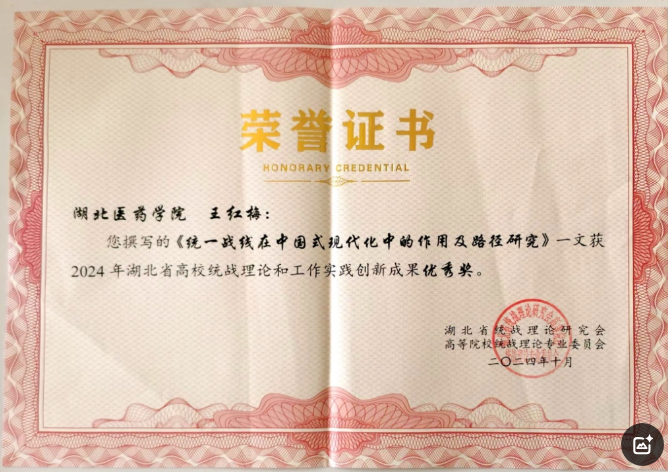 荣誉证书
HONORARY CREDENTIAL
湖北医药学院 王红梅：
您撰写的《统一战线在中国式现代化中的作用及路径研究》一文获
2024年湖北省高校统战理论和工作实践创新成果优秀奖。
湖北省统战理论研究会
高等院校统战理论专业委员会
二〇二四年十月